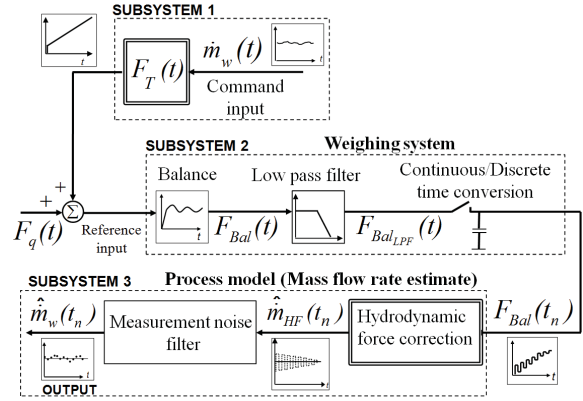 SUBSYSTEM 1
t
F_T(t)
ṁ_w(t)
t
Command
input
SUBSYSTEM 2
Weighing system
+
+
Σ
F_q(t)
Reference
input
Balance
t
F_Bal(t)
Low pass filter
F_Bal_LPF(t)
Continuous/Discrete
time conversion
SUBSYSTEM 3
Process model (Mass flow rate estimate)
F_Bal(t_n)
t
Hydrodynamic
force correction
ṁ̂_HF(t_n)
t
Measurement noise
filter
ṁ̂_w(t_n)
t
OUTPUT